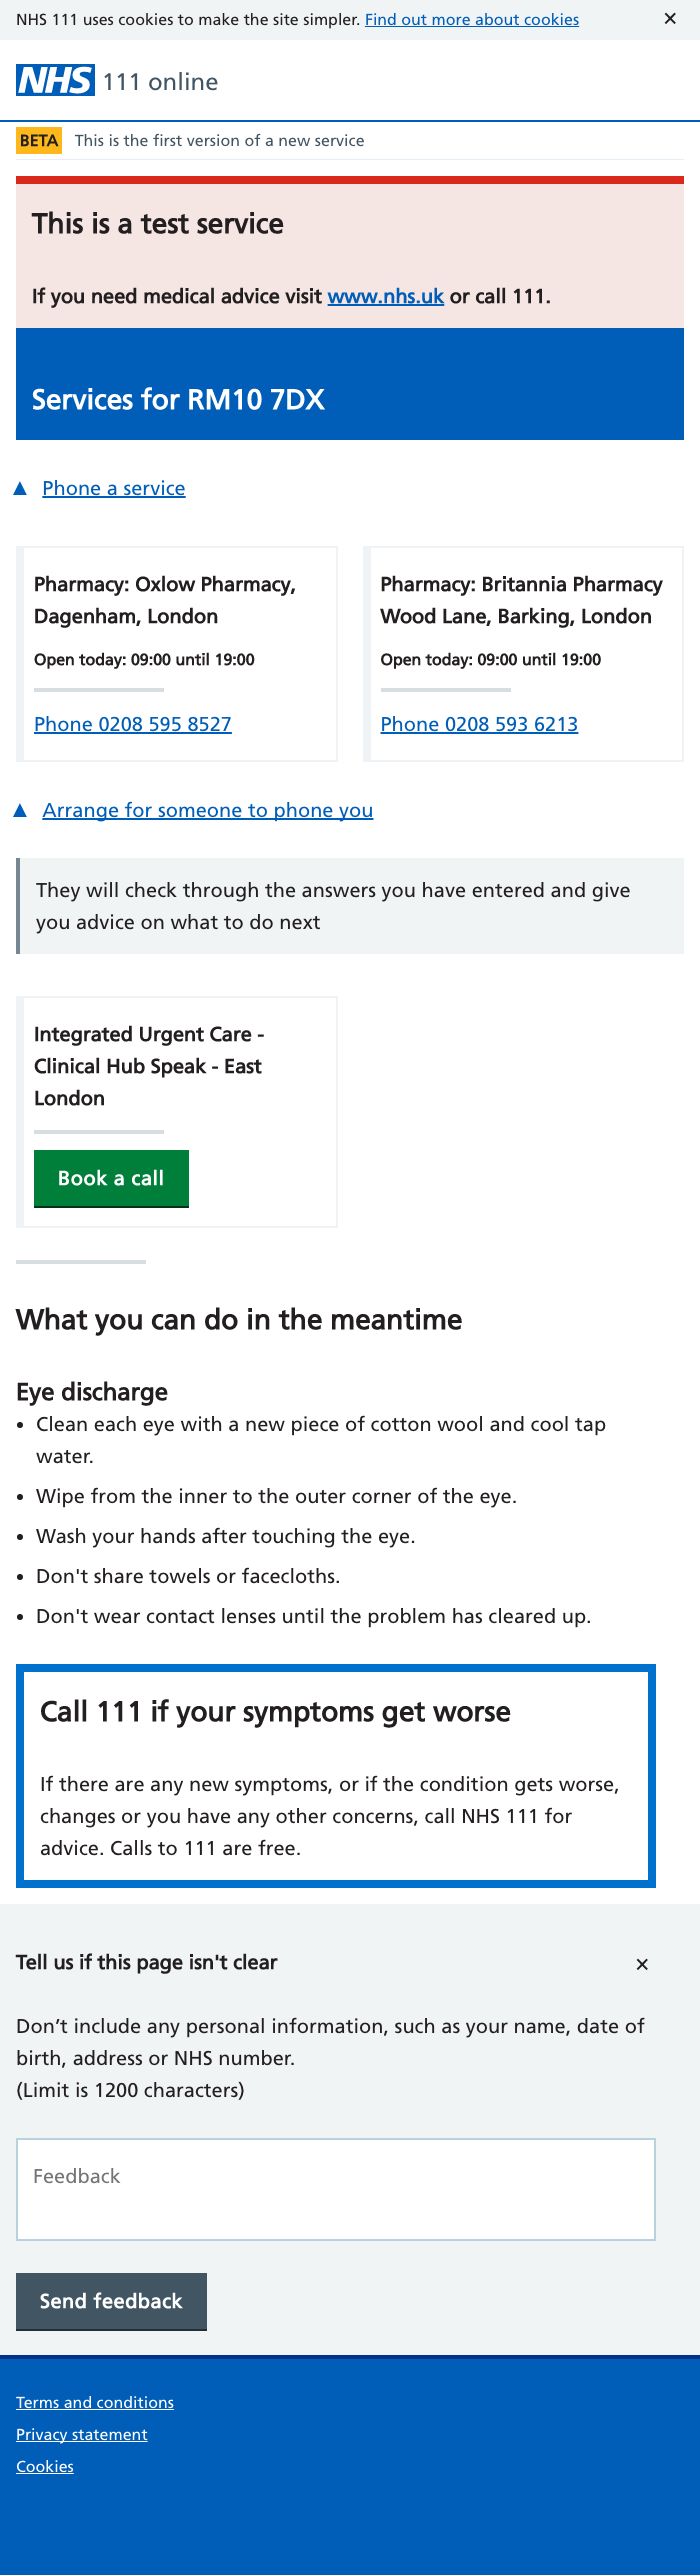 NHS 111 uses cookies to make the site simpler. Find out more about cookies ✕
NHS 111 online
BETA This is the first version of a new service
This is a test service
If you need medical advice visit www.nhs.uk or call 111.
Services for RM10 7DX
▲ Phone a service
Pharmacy: Oxlow Pharmacy,
Dagenham, London
Open today: 09:00 until 19:00
Phone 0208 595 8527
Pharmacy: Britannia Pharmacy
Wood Lane, Barking, London
Open today: 09:00 until 19:00
Phone 0208 593 6213
▲ Arrange for someone to phone you
They will check through the answers you have entered and give
you advice on what to do next
Integrated Urgent Care -
Clinical Hub Speak - East
London
Book a call
What you can do in the meantime
Eye discharge
• Clean each eye with a new piece of cotton wool and cool tap
water.
• Wipe from the inner to the outer corner of the eye.
• Wash your hands after touching the eye.
• Don't share towels or facecloths.
• Don't wear contact lenses until the problem has cleared up.
Call 111 if your symptoms get worse
If there are any new symptoms, or if the condition gets worse,
changes or you have any other concerns, call NHS 111 for
advice. Calls to 111 are free.
Tell us if this page isn't clear ✕
Don’t include any personal information, such as your name, date of
birth, address or NHS number.
(Limit is 1200 characters)
Feedback
Send feedback
Terms and conditions
Privacy statement
Cookies